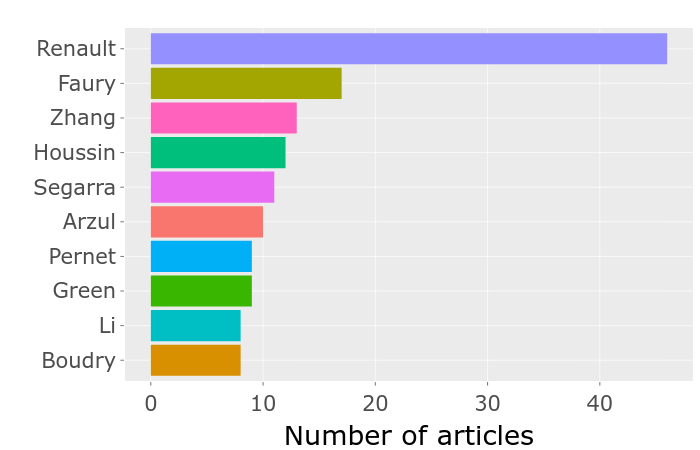 Renault
Faury
Zhang
Houssin
Segarra
Arzul
Pernet
Green
Li
Boudry
0 10 20 30 40
Number of articles